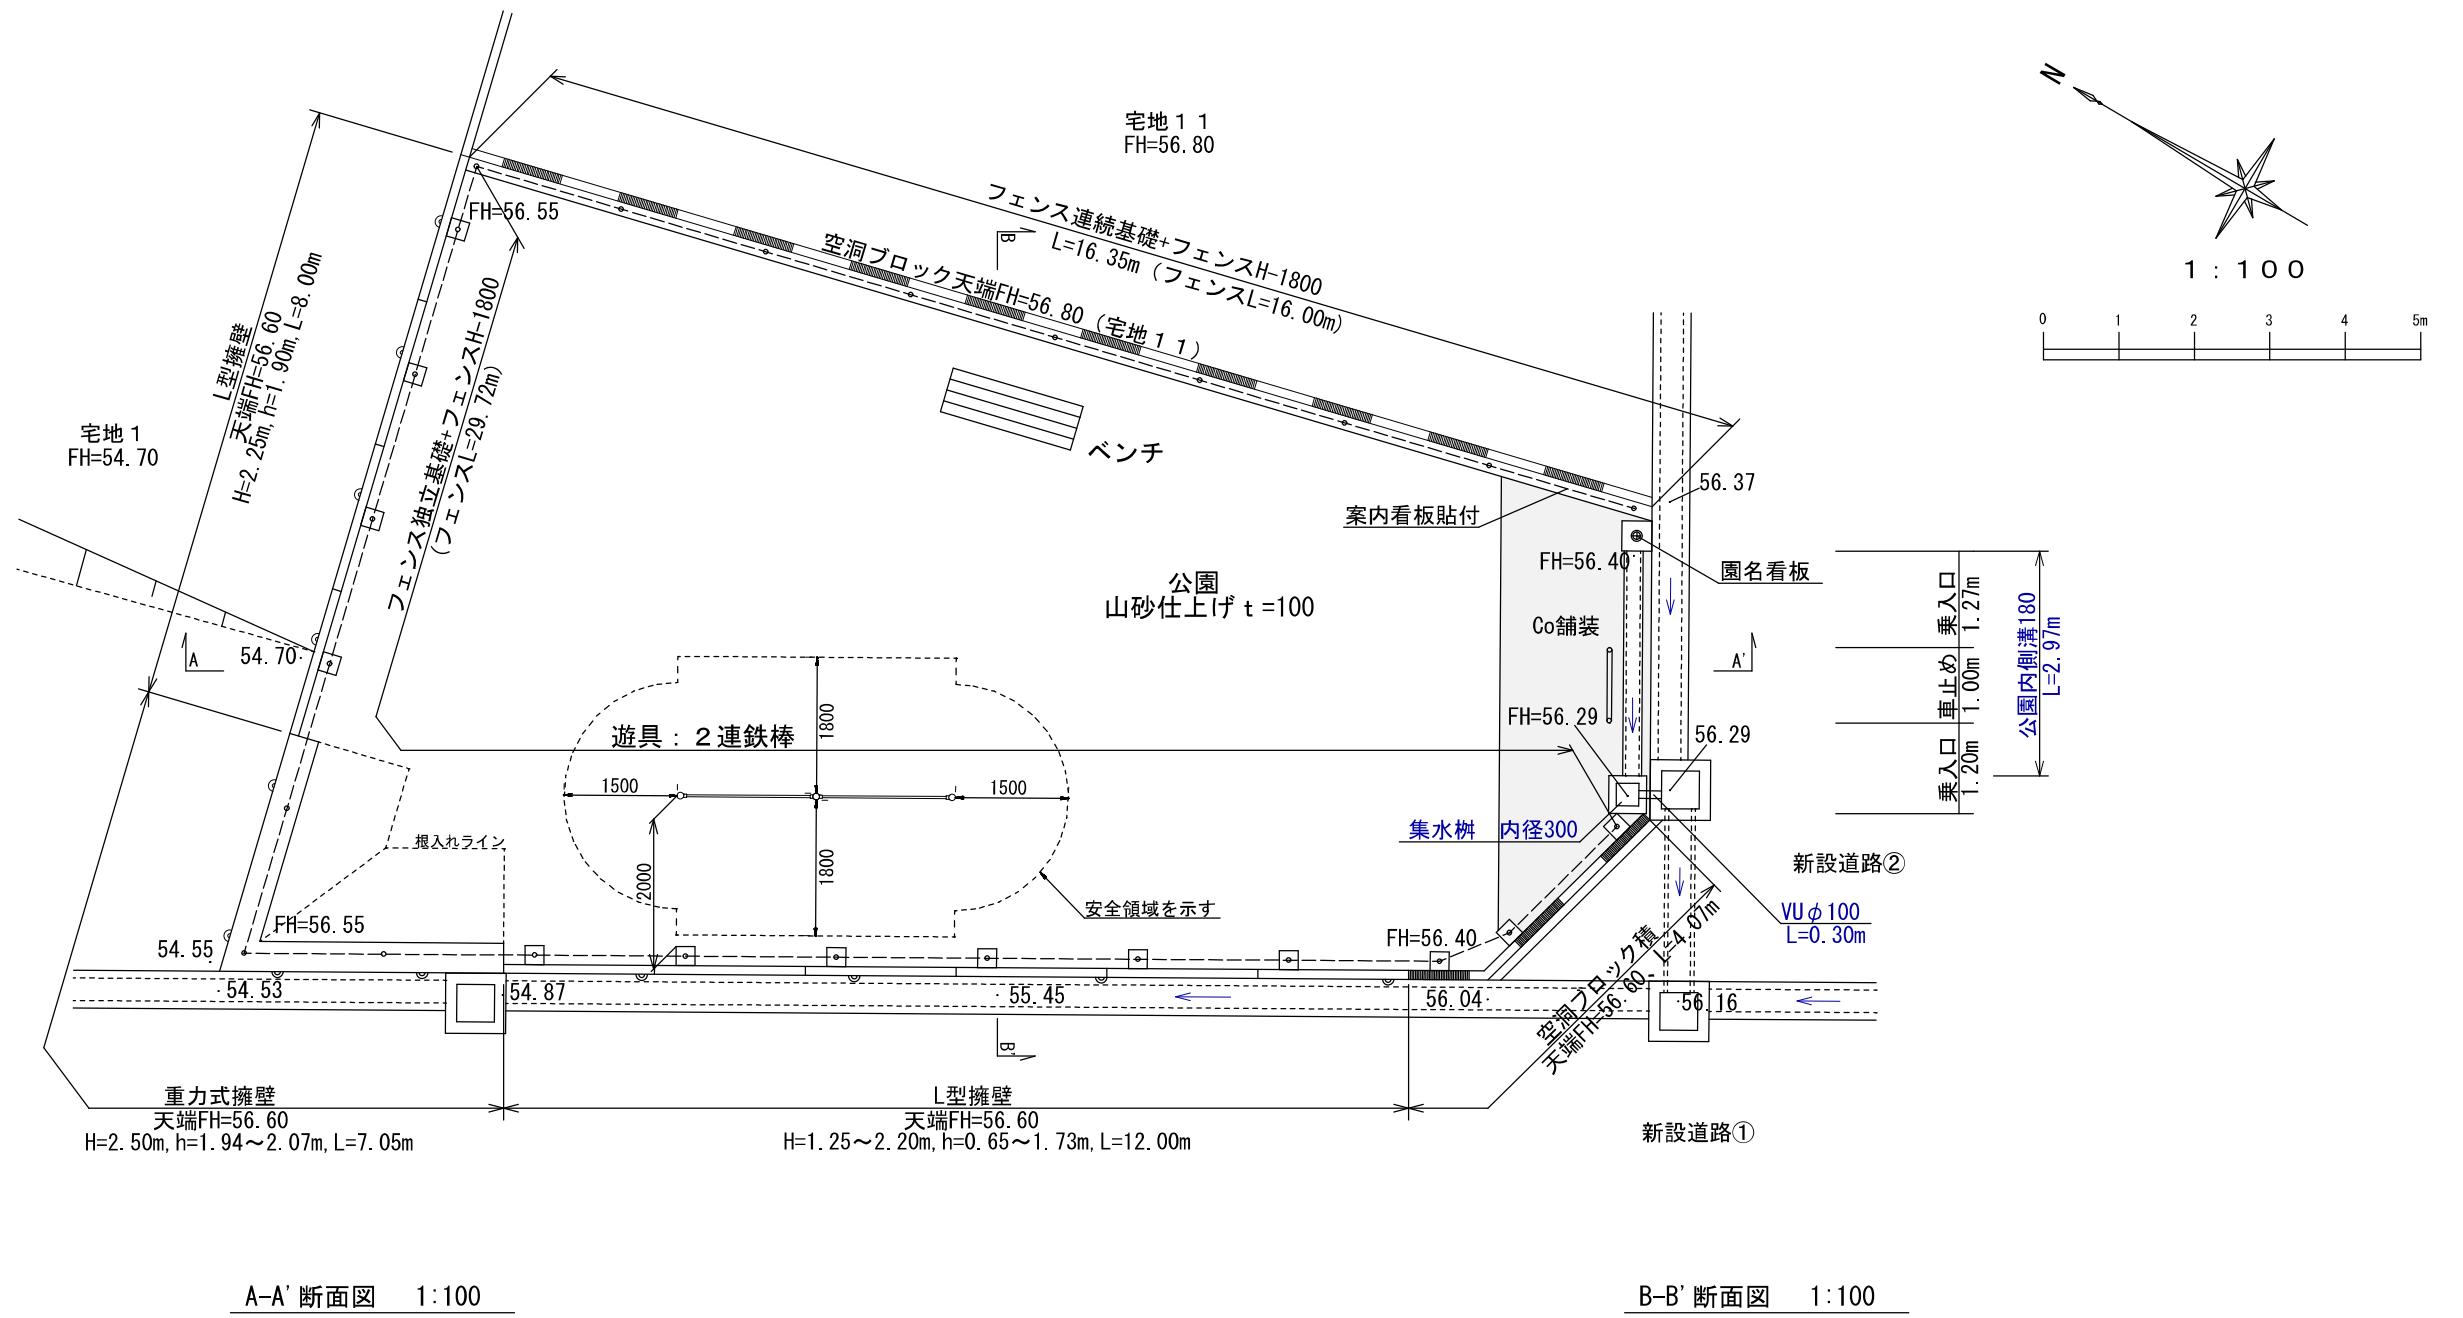 N
1：100
0 1 2 3 4 5m
宅地１１
FH=56.80
フェンス連続基礎+フェンスH-1800
L=16.35m（フェンスL=16.00m）
空洞ブロック天端FH=56.80（宅地１１）
B
FH=56.55
L型擁壁
天端FH=56.60
H=2.25m,h=1.90m,L=8.00m
フェンス独立基礎+フェンスH-1800
（フェンスL=29.72m）
宅地１
FH=54.70
ベンチ
案内看板貼付
56.37
FH=56.40
園名看板
公園
山砂仕上げｔ=100
Co舗装
乗入口
1.27m
車止め
1.00m
乗入口
1.20m
公園内側溝180
L=2.97m
54.70
A
A'
遊具：２連鉄棒
1800
1500
1500
1800
2000
FH=56.29
56.29
集水桝　内径300
根入れライン
安全領域を示す
新設道路②
VUφ100
L=0.30m
FH=56.55
54.55
FH=56.40
54.53
54.87
55.45
56.04
56.16
空洞ブロック積
天端FH=56.60、L=4.07m
B'
重力式擁壁
天端FH=56.60
H=2.50m,h=1.94～2.07m,L=7.05m
L型擁壁
天端FH=56.60
H=1.25～2.20m,h=0.65～1.73m,L=12.00m
新設道路①
A-A'断面図　1:100
B-B'断面図　1:100